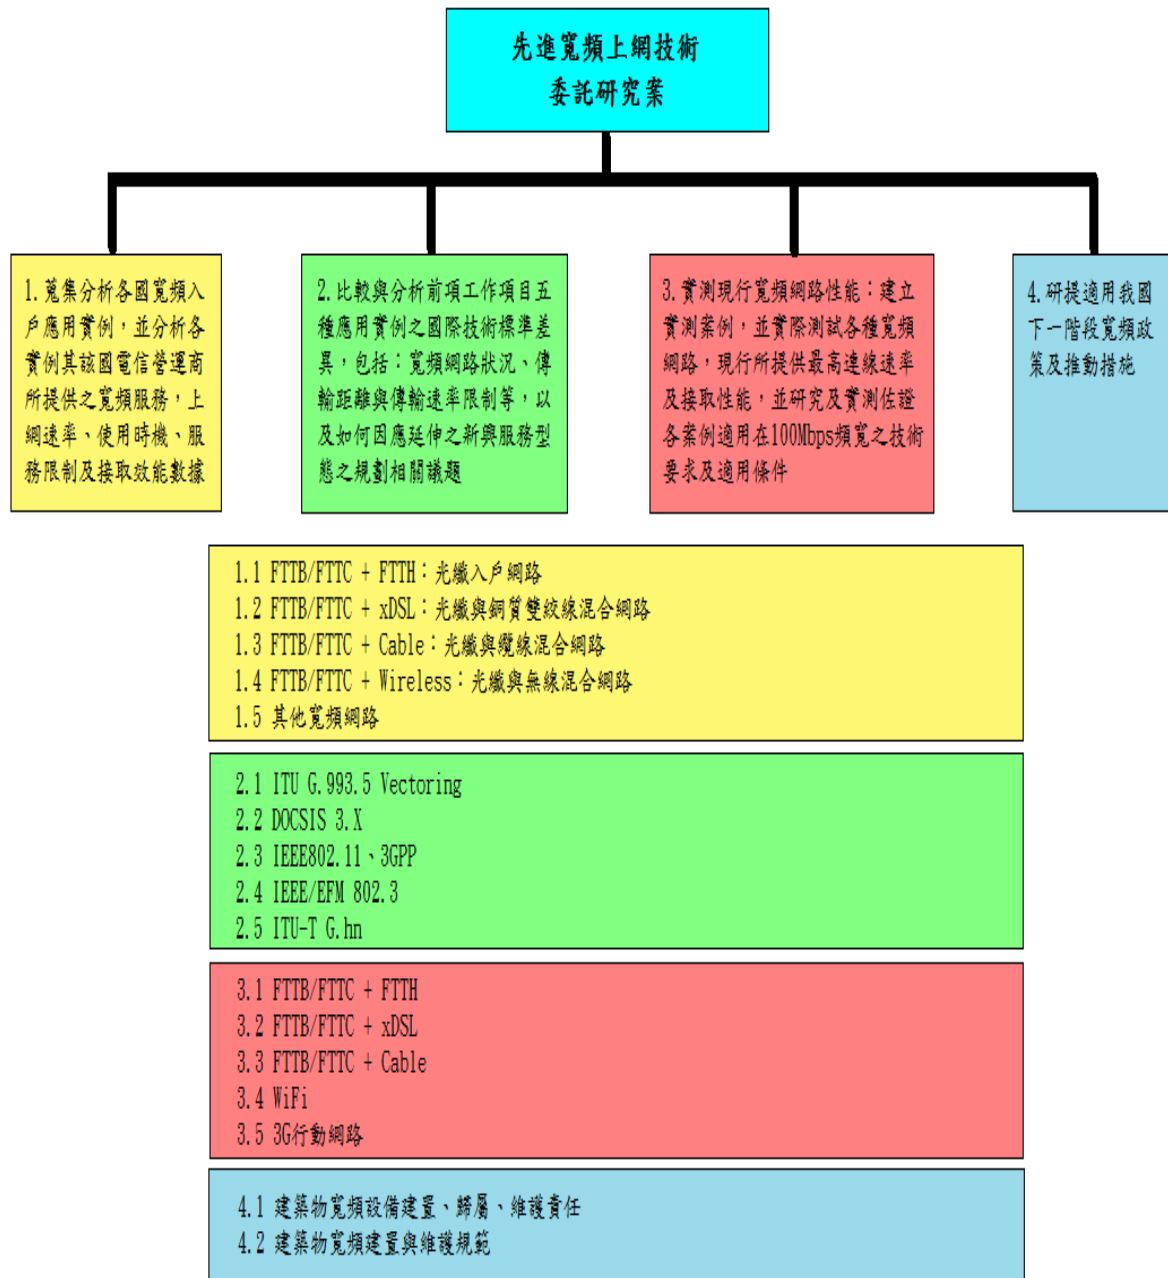 先進寬頻上網技術
委託研究案
1.蒐集分析各國寬頻入
戶應用實例，並分析各
實例其該國電信營運商
所提供之寬頻服務，上
網速率、使用時機、服
務限制及接取效能數據
2.比較與分析前項工作項目五
種應用實例之國際技術標準差
異，包括：寬頻網路狀況、傳
輸距離與傳輸速率限制等，以
及如何因應延伸之新興服務型
態之規劃相關議題
3.實測現行寬頻網路性能：建立
實測案例，並實際測試各種寬頻
網路，現行所提供最高連線速率
及接取性能，並研究及實測佐證
各案例適用在100Mbps頻寬之技術
要求及適用條件
4.研提適用我國
下一階段寬頻政
策及推動措施
1.1 FTTB/FTTC + FTTH：光纖入戶網路
1.2 FTTB/FTTC + xDSL：光纖與銅質雙絞線混合網路
1.3 FTTB/FTTC + Cable：光纖與纜線混合網路
1.4 FTTB/FTTC + Wireless：光纖與無線混合網路
1.5 其他寬頻網路
2.1 ITU G.993.5 Vectoring
2.2 DOCSIS 3.X
2.3 IEEE802.11、3GPP
2.4 IEEE/EFM 802.3
2.5 ITU-T G.hn
3.1 FTTB/FTTC + FTTH
3.2 FTTB/FTTC + xDSL
3.3 FTTB/FTTC + Cable
3.4 WiFi
3.5 3G行動網路
4.1 建築物寬頻設備建置、歸屬、維護責任
4.2 建築物寬頻建置與維護規範